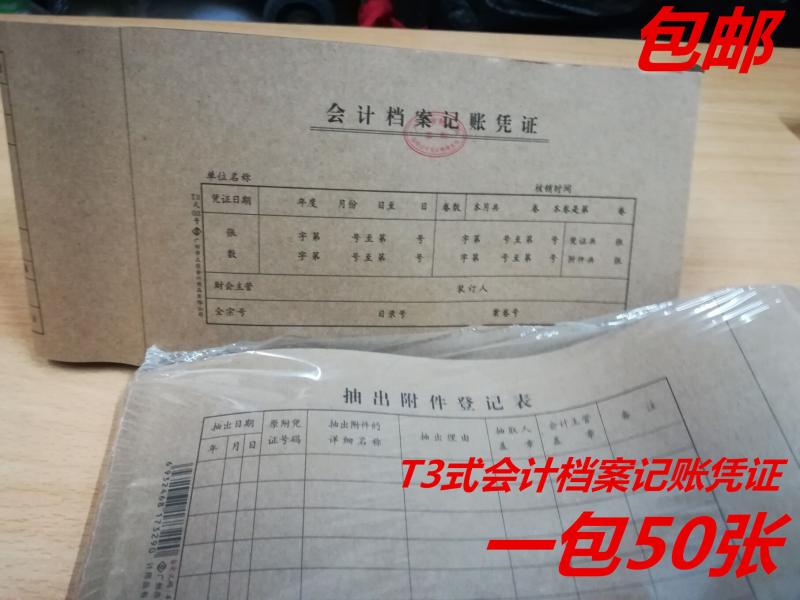 包邮
会计档案记账凭证
单位名称
核销时间
凭证日期 年度 月份 日至 日 卷数 本月共 卷 本卷是第 卷
张 字第 号至第 号 字第 号至第 号 凭证共 张
数 字第 号至第 号 字第 号至第 号 附件共 张
财会主管 装订人
全宗号 目录号 案卷号
抽出附件登记表
抽出日期 原附凭 抽出附件的 抽出理由 抽取人 会计主管 备注
年 月 日 证号码 详细名称 盖章 盖章
T3式会计档案记账凭证
一包50张